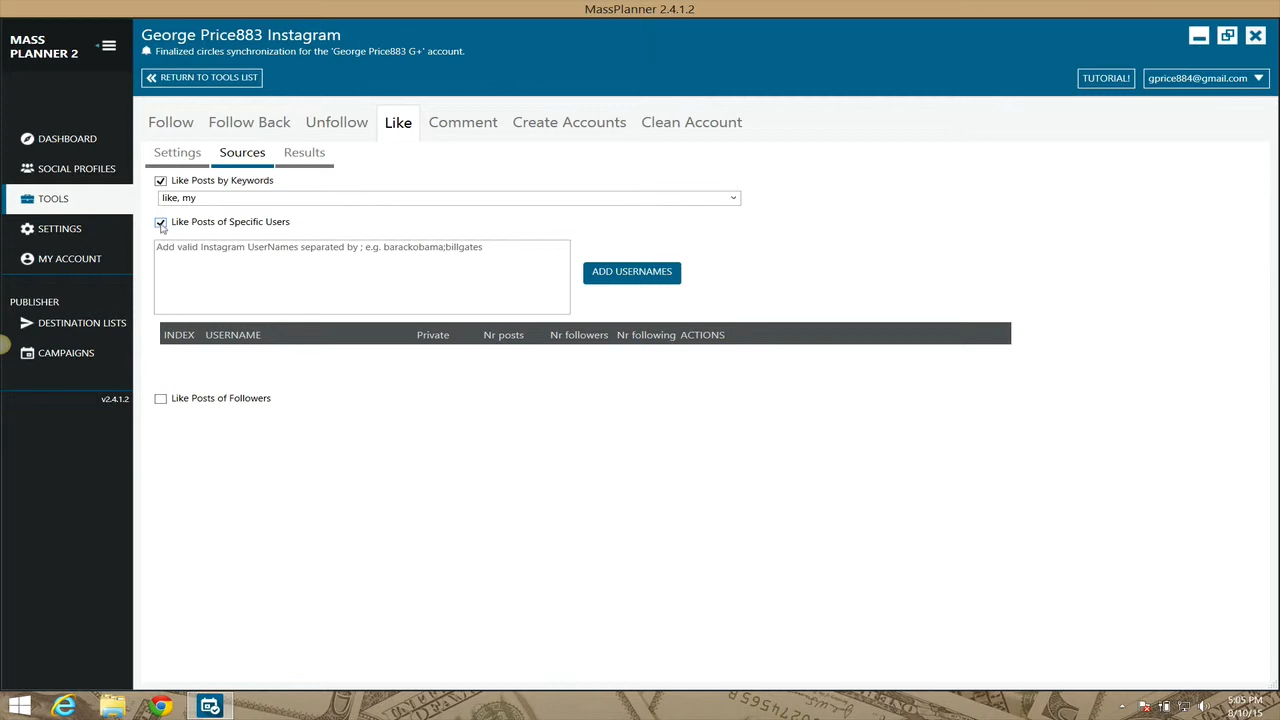 MassPlanner 2.4.1.2
MASS
PLANNER 2
George Price883 Instagram
Finalized circles synchronization for the 'George Price883 G+' account.
RETURN TO TOOLS LIST
TUTORIAL!
gprice884@gmail.com
Follow
Follow Back
Unfollow
Like
Comment
Create Accounts
Clean Account
Settings
Sources
Results
DASHBOARD
SOCIAL PROFILES
TOOLS
SETTINGS
MY ACCOUNT
PUBLISHER
DESTINATION LISTS
CAMPAIGNS
v2.4.1.2
Like Posts by Keywords
like, my
Like Posts of Specific Users
Add valid Instagram UserNames separated by ; e.g. barackobama;billgates
ADD USERNAMES
INDEX USERNAME Private Nr posts Nr followers Nr following ACTIONS
Like Posts of Followers
5:05 PM
8/10/15